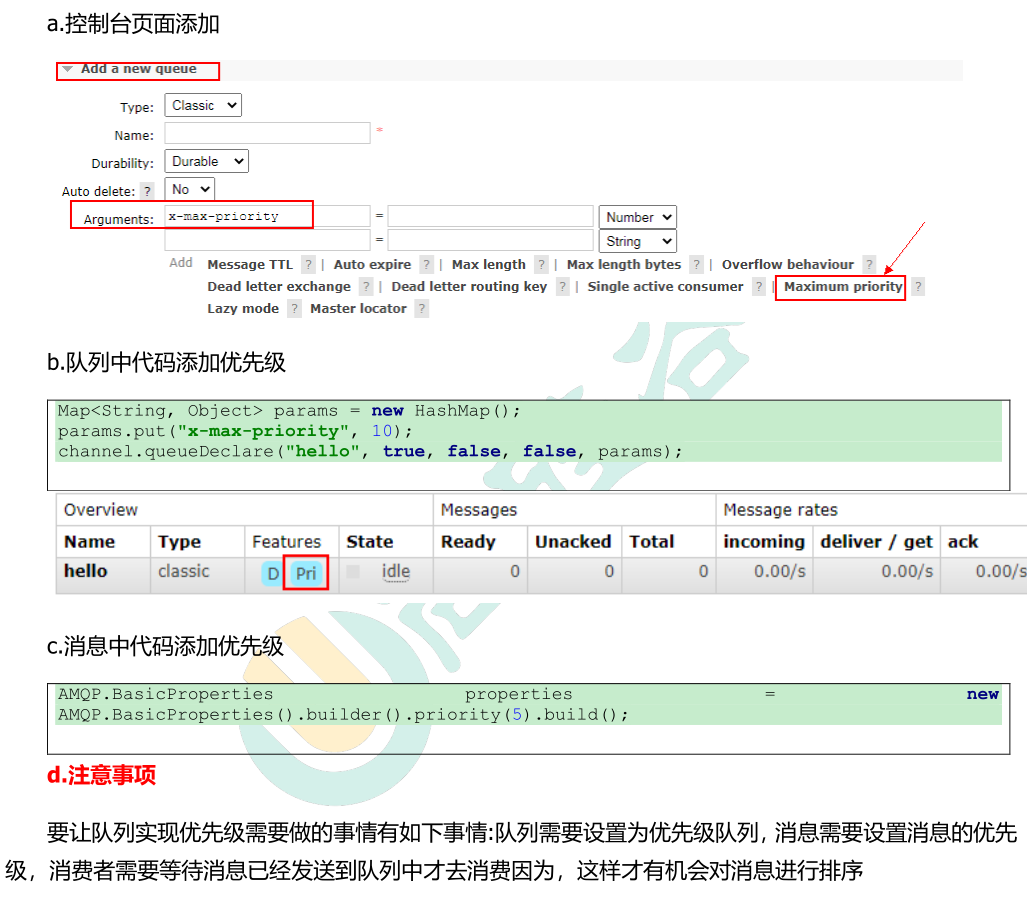 a.控制台页面添加
Add a new queue
Type: Classic
Name: *
Durability: Durable
Auto delete: ? No
Arguments: x-max-priority = Number
= String
Add Message TTL ? | Auto expire ? | Max length ? | Max length bytes ? | Overflow behaviour ?
Dead letter exchange ? | Dead letter routing key ? | Single active consumer ? | Maximum priority ?
Lazy mode ? Master locator ?
b.队列中代码添加优先级
Map<String, Object> params = new HashMap();
params.put("x-max-priority", 10);
channel.queueDeclare("hello", true, false, false, params);
Overview Messages Message rates
Name Type Features State Ready Unacked Total incoming deliver / get ack
hello classic D Pri idle 0 0 0 0.00/s 0.00/s 0.00/s
c.消息中代码添加优先级
AMQP.BasicProperties properties = new
AMQP.BasicProperties().builder().priority(5).build();
d.注意事项
要让队列实现优先级需要做的事情有如下事情:队列需要设置为优先级队列,消息需要设置消息的优先
级，消费者需要等待消息已经发送到队列中才去消费因为，这样才有机会对消息进行排序